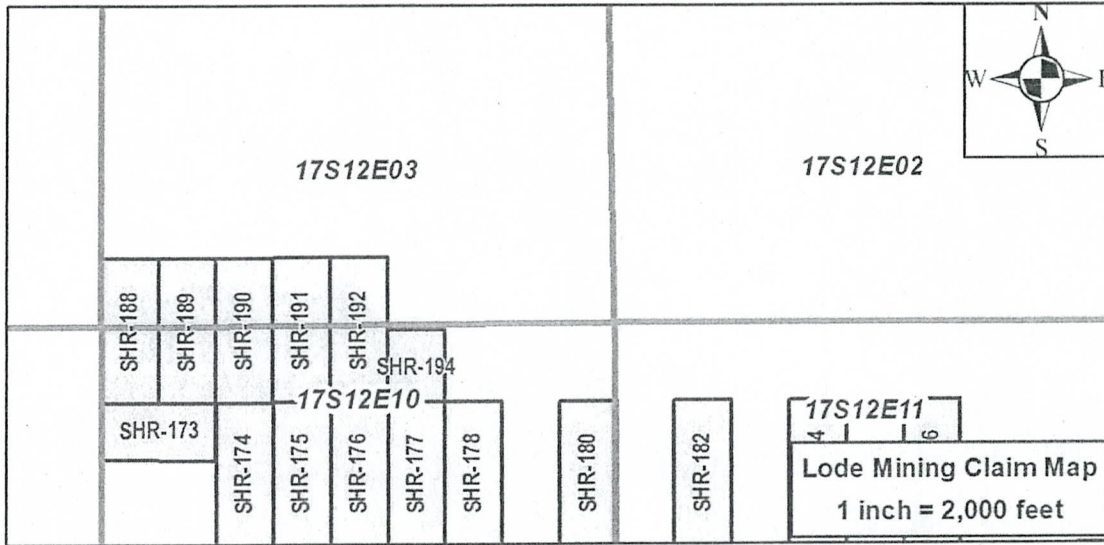 N
W
S
17S12E03
17S12E02
SHR-188
SHR-189
SHR-190
SHR-191
SHR-192
SHR-194
17S12E10
17S12E11
SHR-173
SHR-174
SHR-175
SHR-176
SHR-177
SHR-178
SHR-180
SHR-182
4
6
Lode Mining Claim Map
1 inch = 2,000 feet